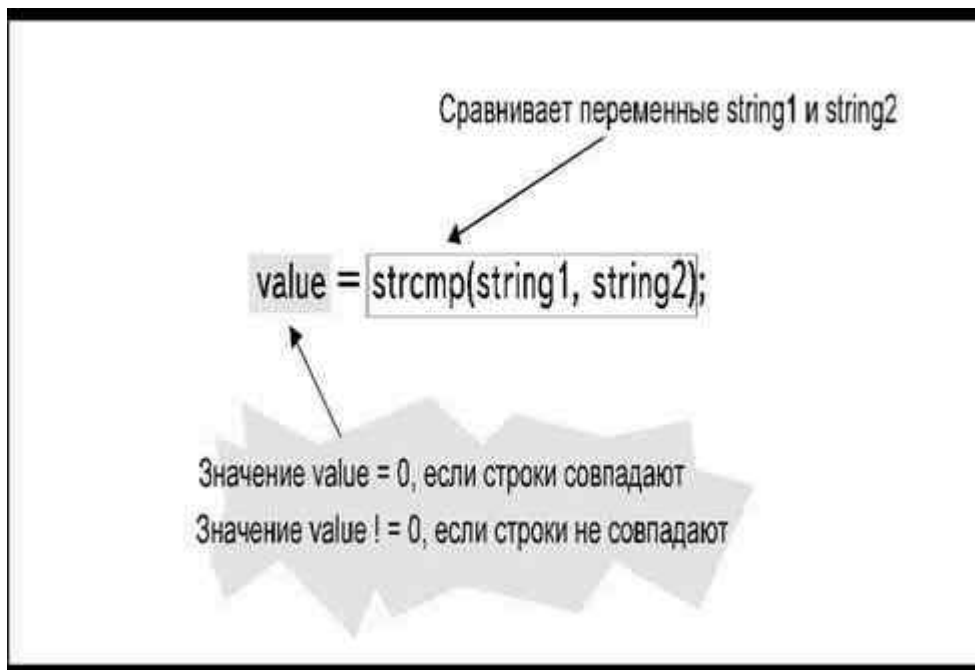 Сравнивает переменные string1 и string2
value = strcmp(string1, string2);
Значение value = 0, если строки совпадают
Значение value ! = 0, если строки не совпадают